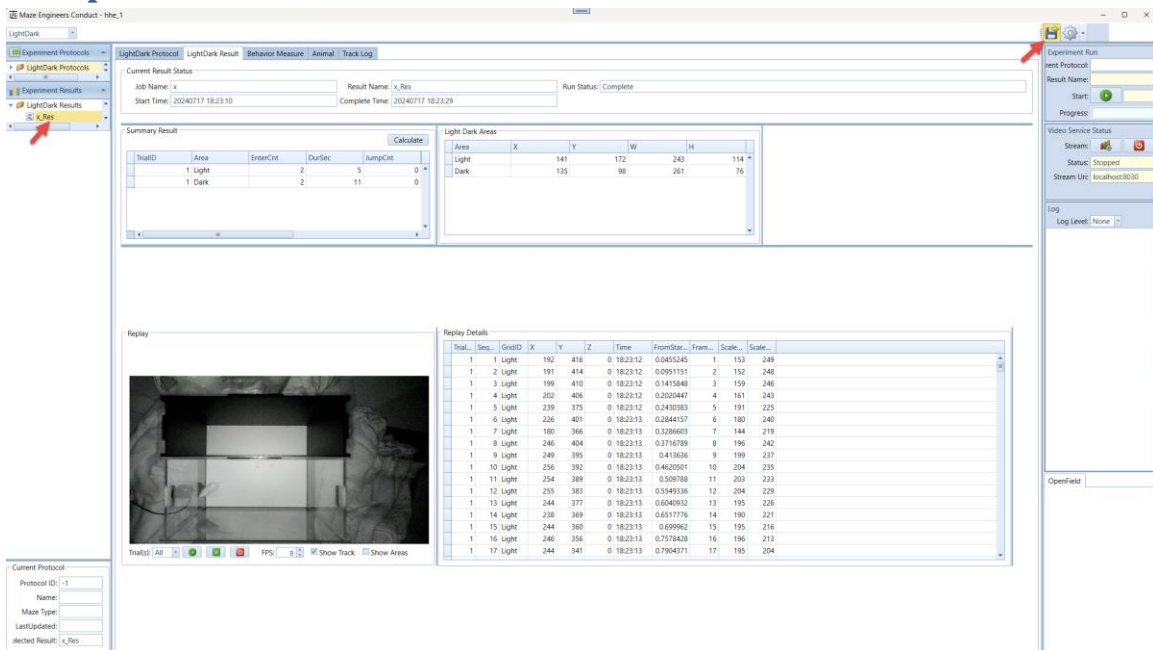 Maze Engineers Conduct - hhe_1
LightDark
Experiment Protocols
LightDark Protocols
Experiment Results
LightDark Results
x_Res
LightDark Protocol LightDark Result Behavior Measure Animal Track Log
Current Result Status
Job Name: x Result Name: x_Res Run Status: Complete
Start Time: 20240717 18:23:10 Complete Time: 20240717 18:23:29
Summary Result
Calculate
TrialID Area EnterCnt DurSec JumpCnt
1 Light 2 5 0
1 Dark 2 11 0
Light Dark Areas
Area X Y W H
Light 141 172 243 114
Dark 135 98 261 76
Replay
Trial(s): All FPS: 8 Show Track Show Areas
Replay Details
Trial... Seq... GridID X Y Z Time FromStar... Fram... Scale... Scale...
1 1 Light 192 416 0 18:23:12 0.0455245 1 153 249
1 2 Light 191 414 0 18:23:12 0.0951151 2 152 248
1 3 Light 199 410 0 18:23:12 0.1415848 3 159 246
1 4 Light 202 406 0 18:23:12 0.2020447 4 161 243
1 5 Light 239 375 0 18:23:12 0.2430383 5 191 225
1 6 Light 226 401 0 18:23:13 0.2844157 6 180 240
1 7 Light 180 366 0 18:23:13 0.3286603 7 144 219
1 8 Light 246 404 0 18:23:13 0.3716789 8 196 242
1 9 Light 249 395 0 18:23:13 0.413636 9 199 237
1 10 Light 256 392 0 18:23:13 0.4620501 10 204 235
1 11 Light 254 389 0 18:23:13 0.509788 11 203 233
1 12 Light 255 383 0 18:23:13 0.5549336 12 204 229
1 13 Light 244 377 0 18:23:13 0.6040932 13 195 226
1 14 Light 238 369 0 18:23:13 0.6517776 14 190 221
1 15 Light 244 360 0 18:23:13 0.699962 15 195 216
1 16 Light 246 356 0 18:23:13 0.7578428 16 196 213
1 17 Light 244 341 0 18:23:13 0.7904371 17 195 204
Experiment Run
rent Protocol:
Result Name:
Start:
Progress:
Video Service Status
Stream:
Status: Stopped
Stream Uri: localhost:8030
Log
Log Level: None
OpenField
Current Protocol
Protocol ID: -1
Name:
Maze Type:
LastUpdated:
elected Result: x_Res